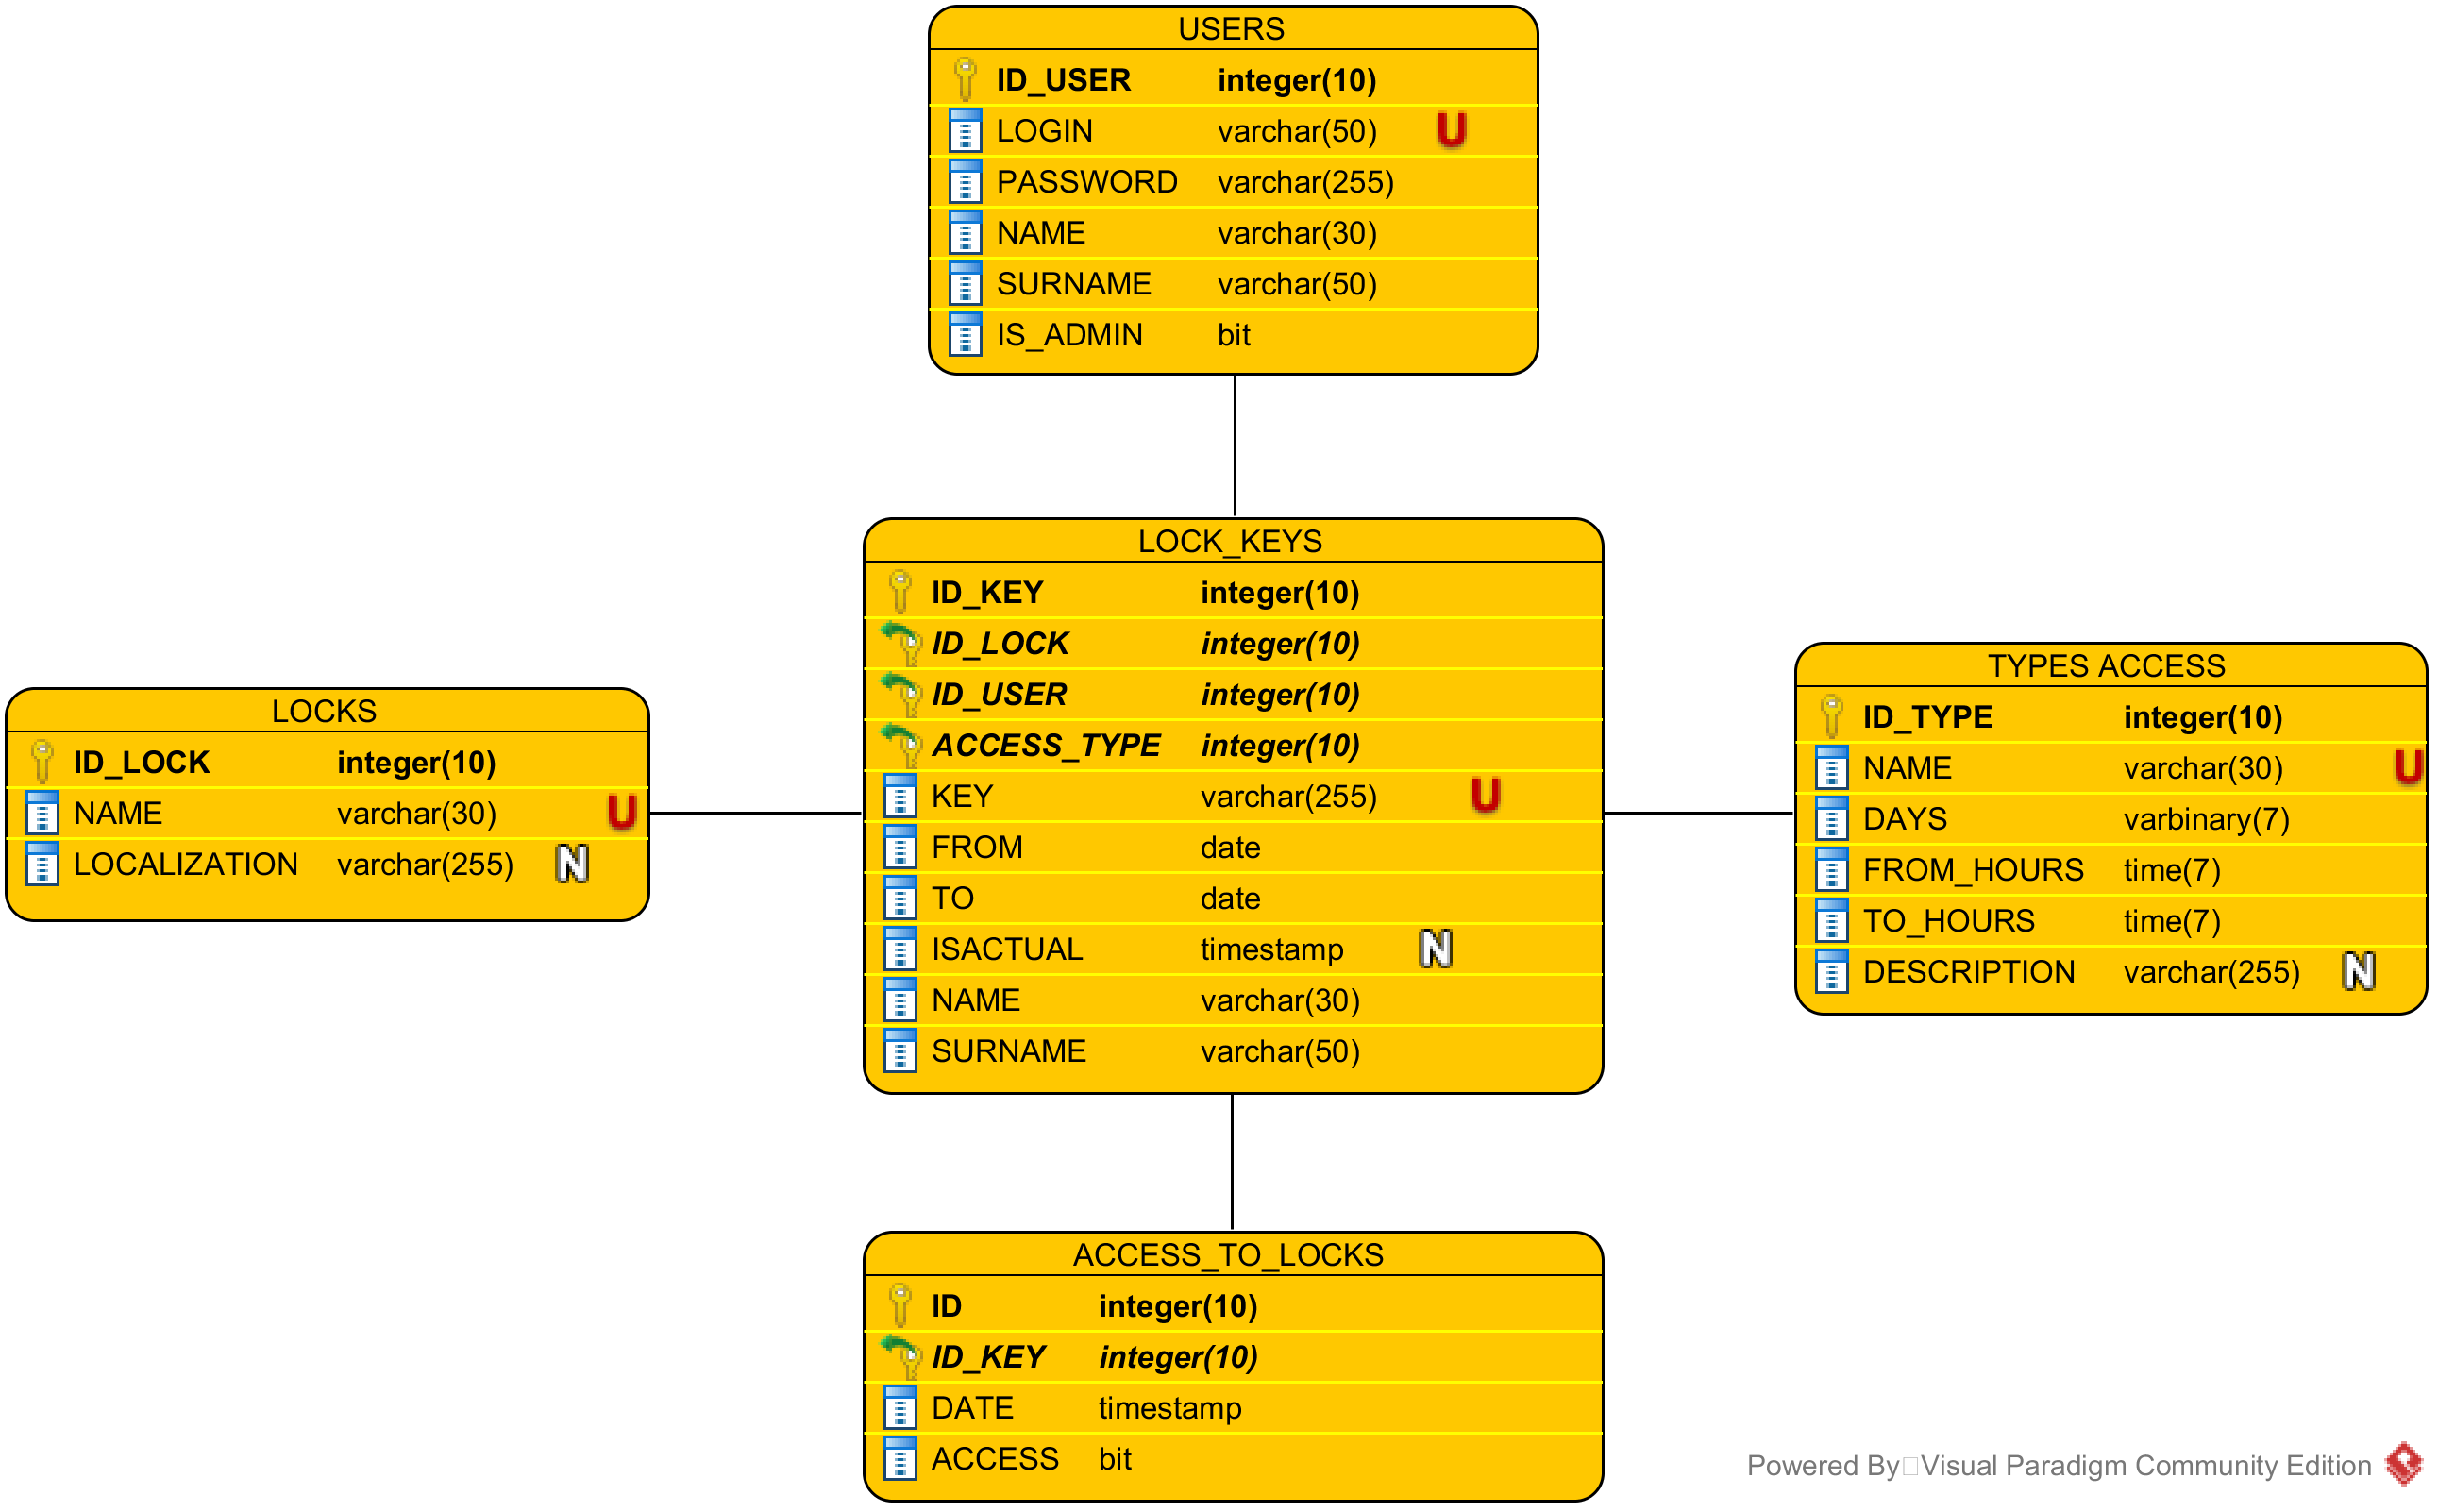 USERS
ID_USER integer(10)
LOGIN varchar(50) U
PASSWORD varchar(255)
NAME varchar(30)
SURNAME varchar(50)
IS_ADMIN bit
LOCK_KEYS
ID_KEY integer(10)
ID_LOCK integer(10)
ID_USER integer(10)
ACCESS_TYPE integer(10)
KEY varchar(255) U
FROM date
TO date
ISACTUAL timestamp N
NAME varchar(30)
SURNAME varchar(50)
LOCKS
ID_LOCK integer(10)
NAME varchar(30) U
LOCALIZATION varchar(255) N
TYPES ACCESS
ID_TYPE integer(10)
NAME varchar(30) U
DAYS varbinary(7)
FROM_HOURS time(7)
TO_HOURS time(7)
DESCRIPTION varchar(255) N
ACCESS_TO_LOCKS
ID integer(10)
ID_KEY integer(10)
DATE timestamp
ACCESS bit
Powered By Visual Paradigm Community Edition